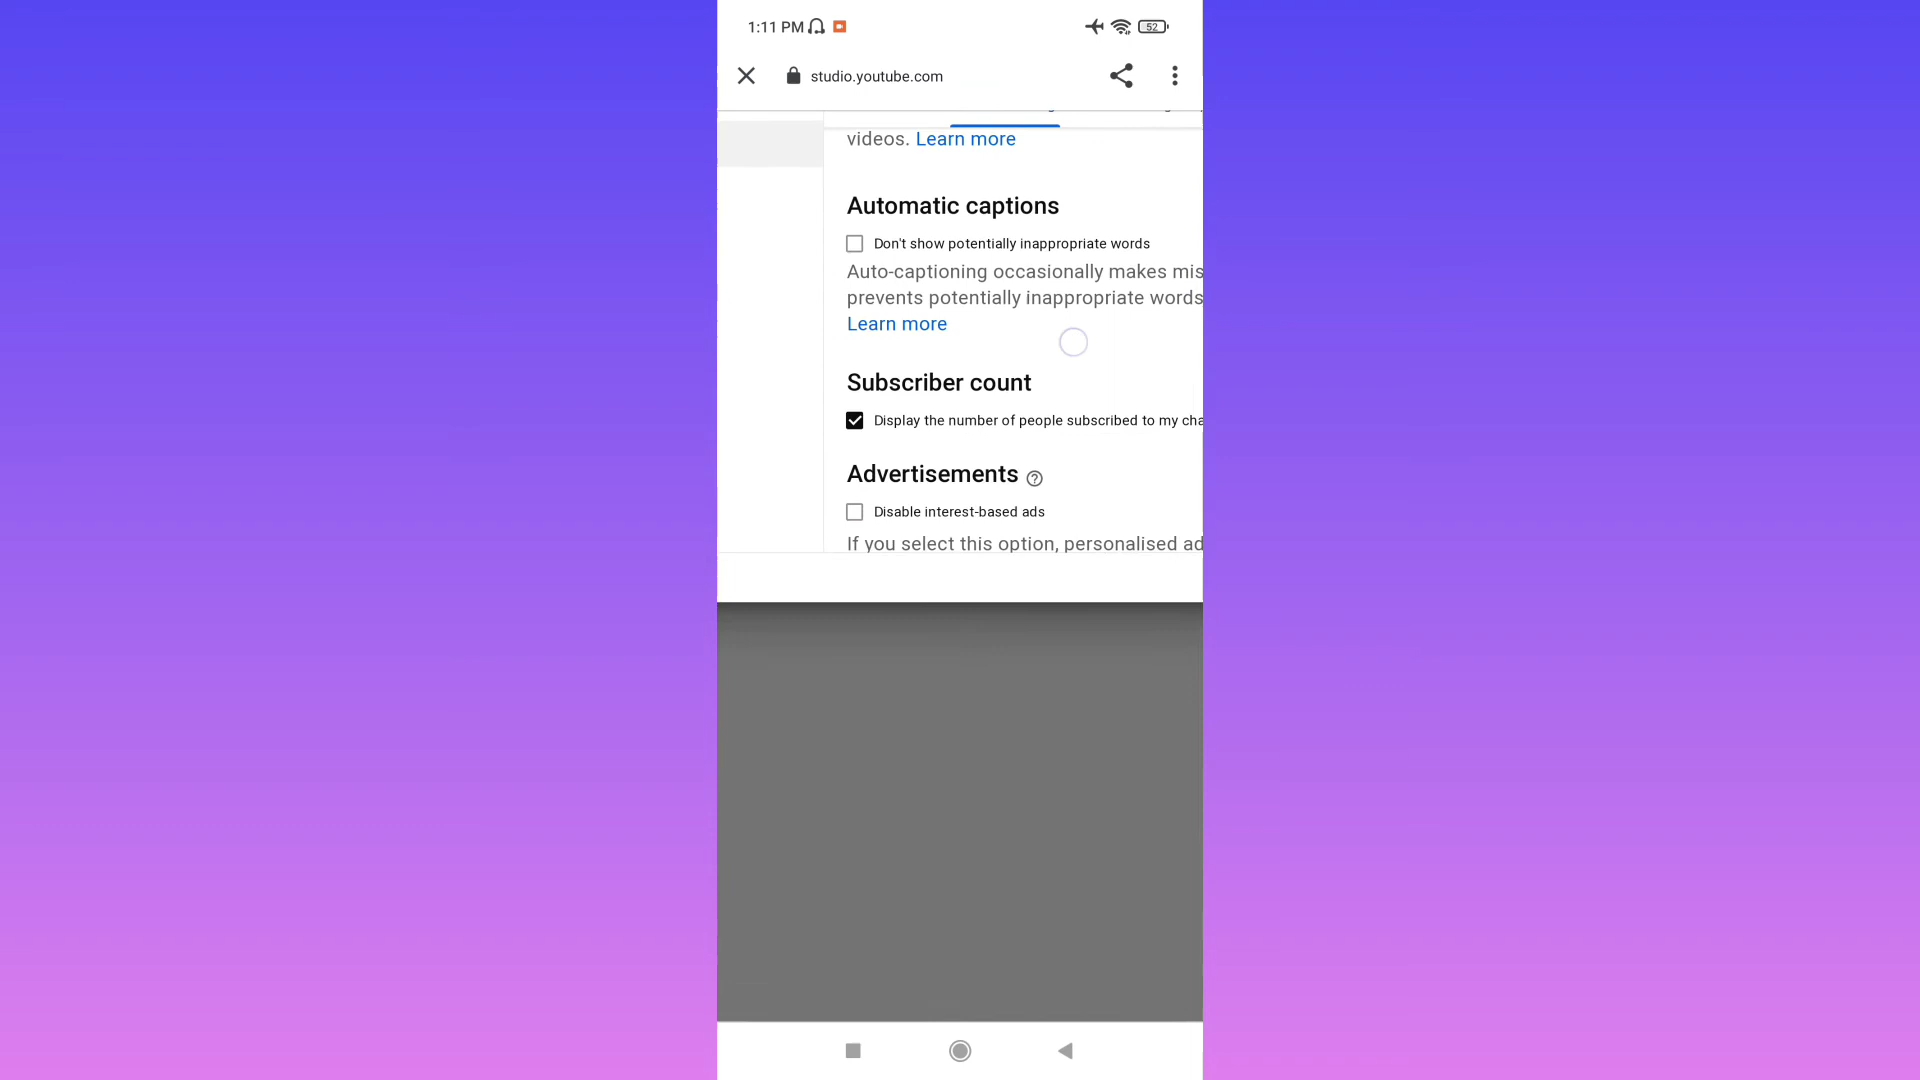 1:11 PM
52
studio.youtube.com
videos. Learn more
Automatic captions
Don't show potentially inappropriate words
Auto-captioning occasionally makes mis
prevents potentially inappropriate words
Learn more
Subscriber count
Display the number of people subscribed to my cha
Advertisements
Disable interest-based ads
If you select this option, personalised ad